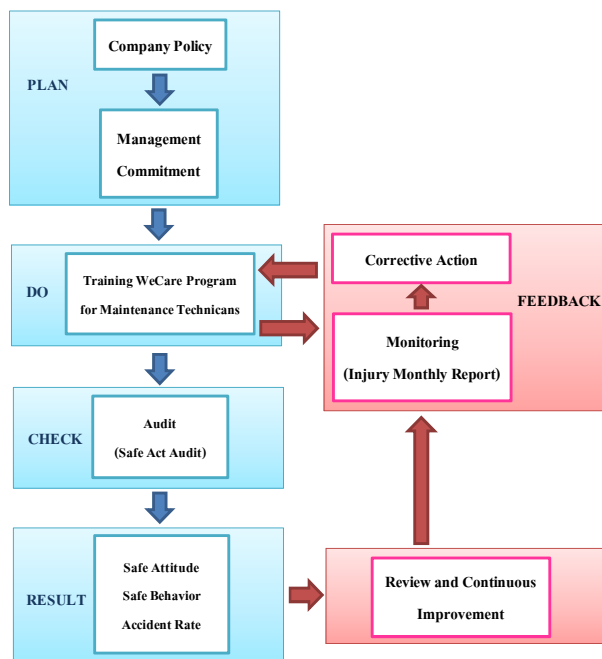 Company Policy
PLAN
Management
Commitment
DO
Training WeCare Program
for Maintenance Technicans
Corrective Action
FEEDBACK
Monitoring
(Injury Monthly Report)
CHECK
Audit
(Safe Act Audit)
RESULT
Safe Attitude
Safe Behavior
Accident Rate
Review and Continuous
Improvement